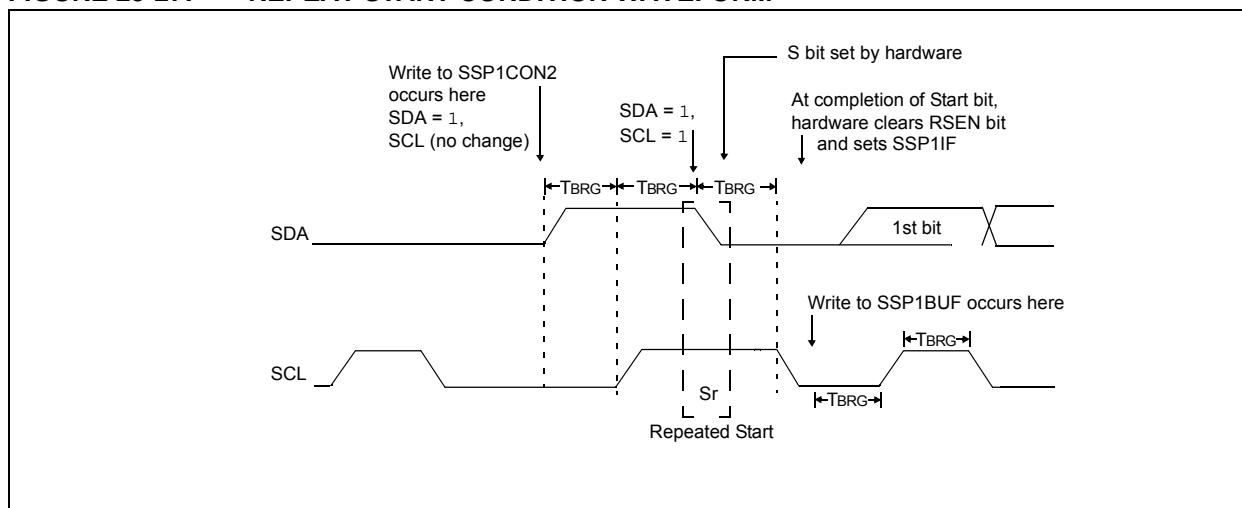 Write to SSP1CON2
occurs here
SDA = 1,
SCL (no change)
SDA = 1,
SCL = 1
S bit set by hardware
At completion of Start bit,
hardware clears RSEN bit
and sets SSP1IF
TBRG
TBRG
TBRG
SDA
1st bit
Write to SSP1BUF occurs here
TBRG
SCL
Sr
TBRG
Repeated Start